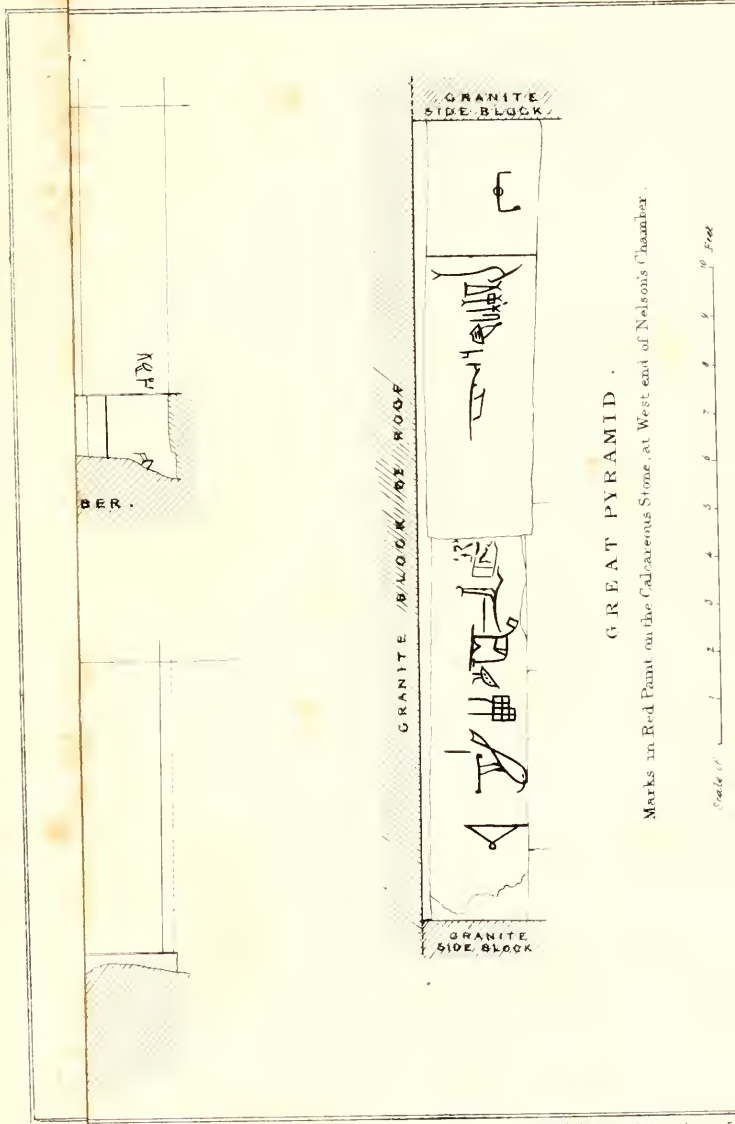 BER.
GRANITE
SIDE BLOCK
GRANITE BLOCK OF ROOF
GRANITE
SIDE BLOCK
GREAT PYRAMID.
Marks in Red Paint on the Calcareous Stone, at West end of Nelson's Chamber.
Scale of 1 2 3 4 5 6 7 8 9 10 Feet